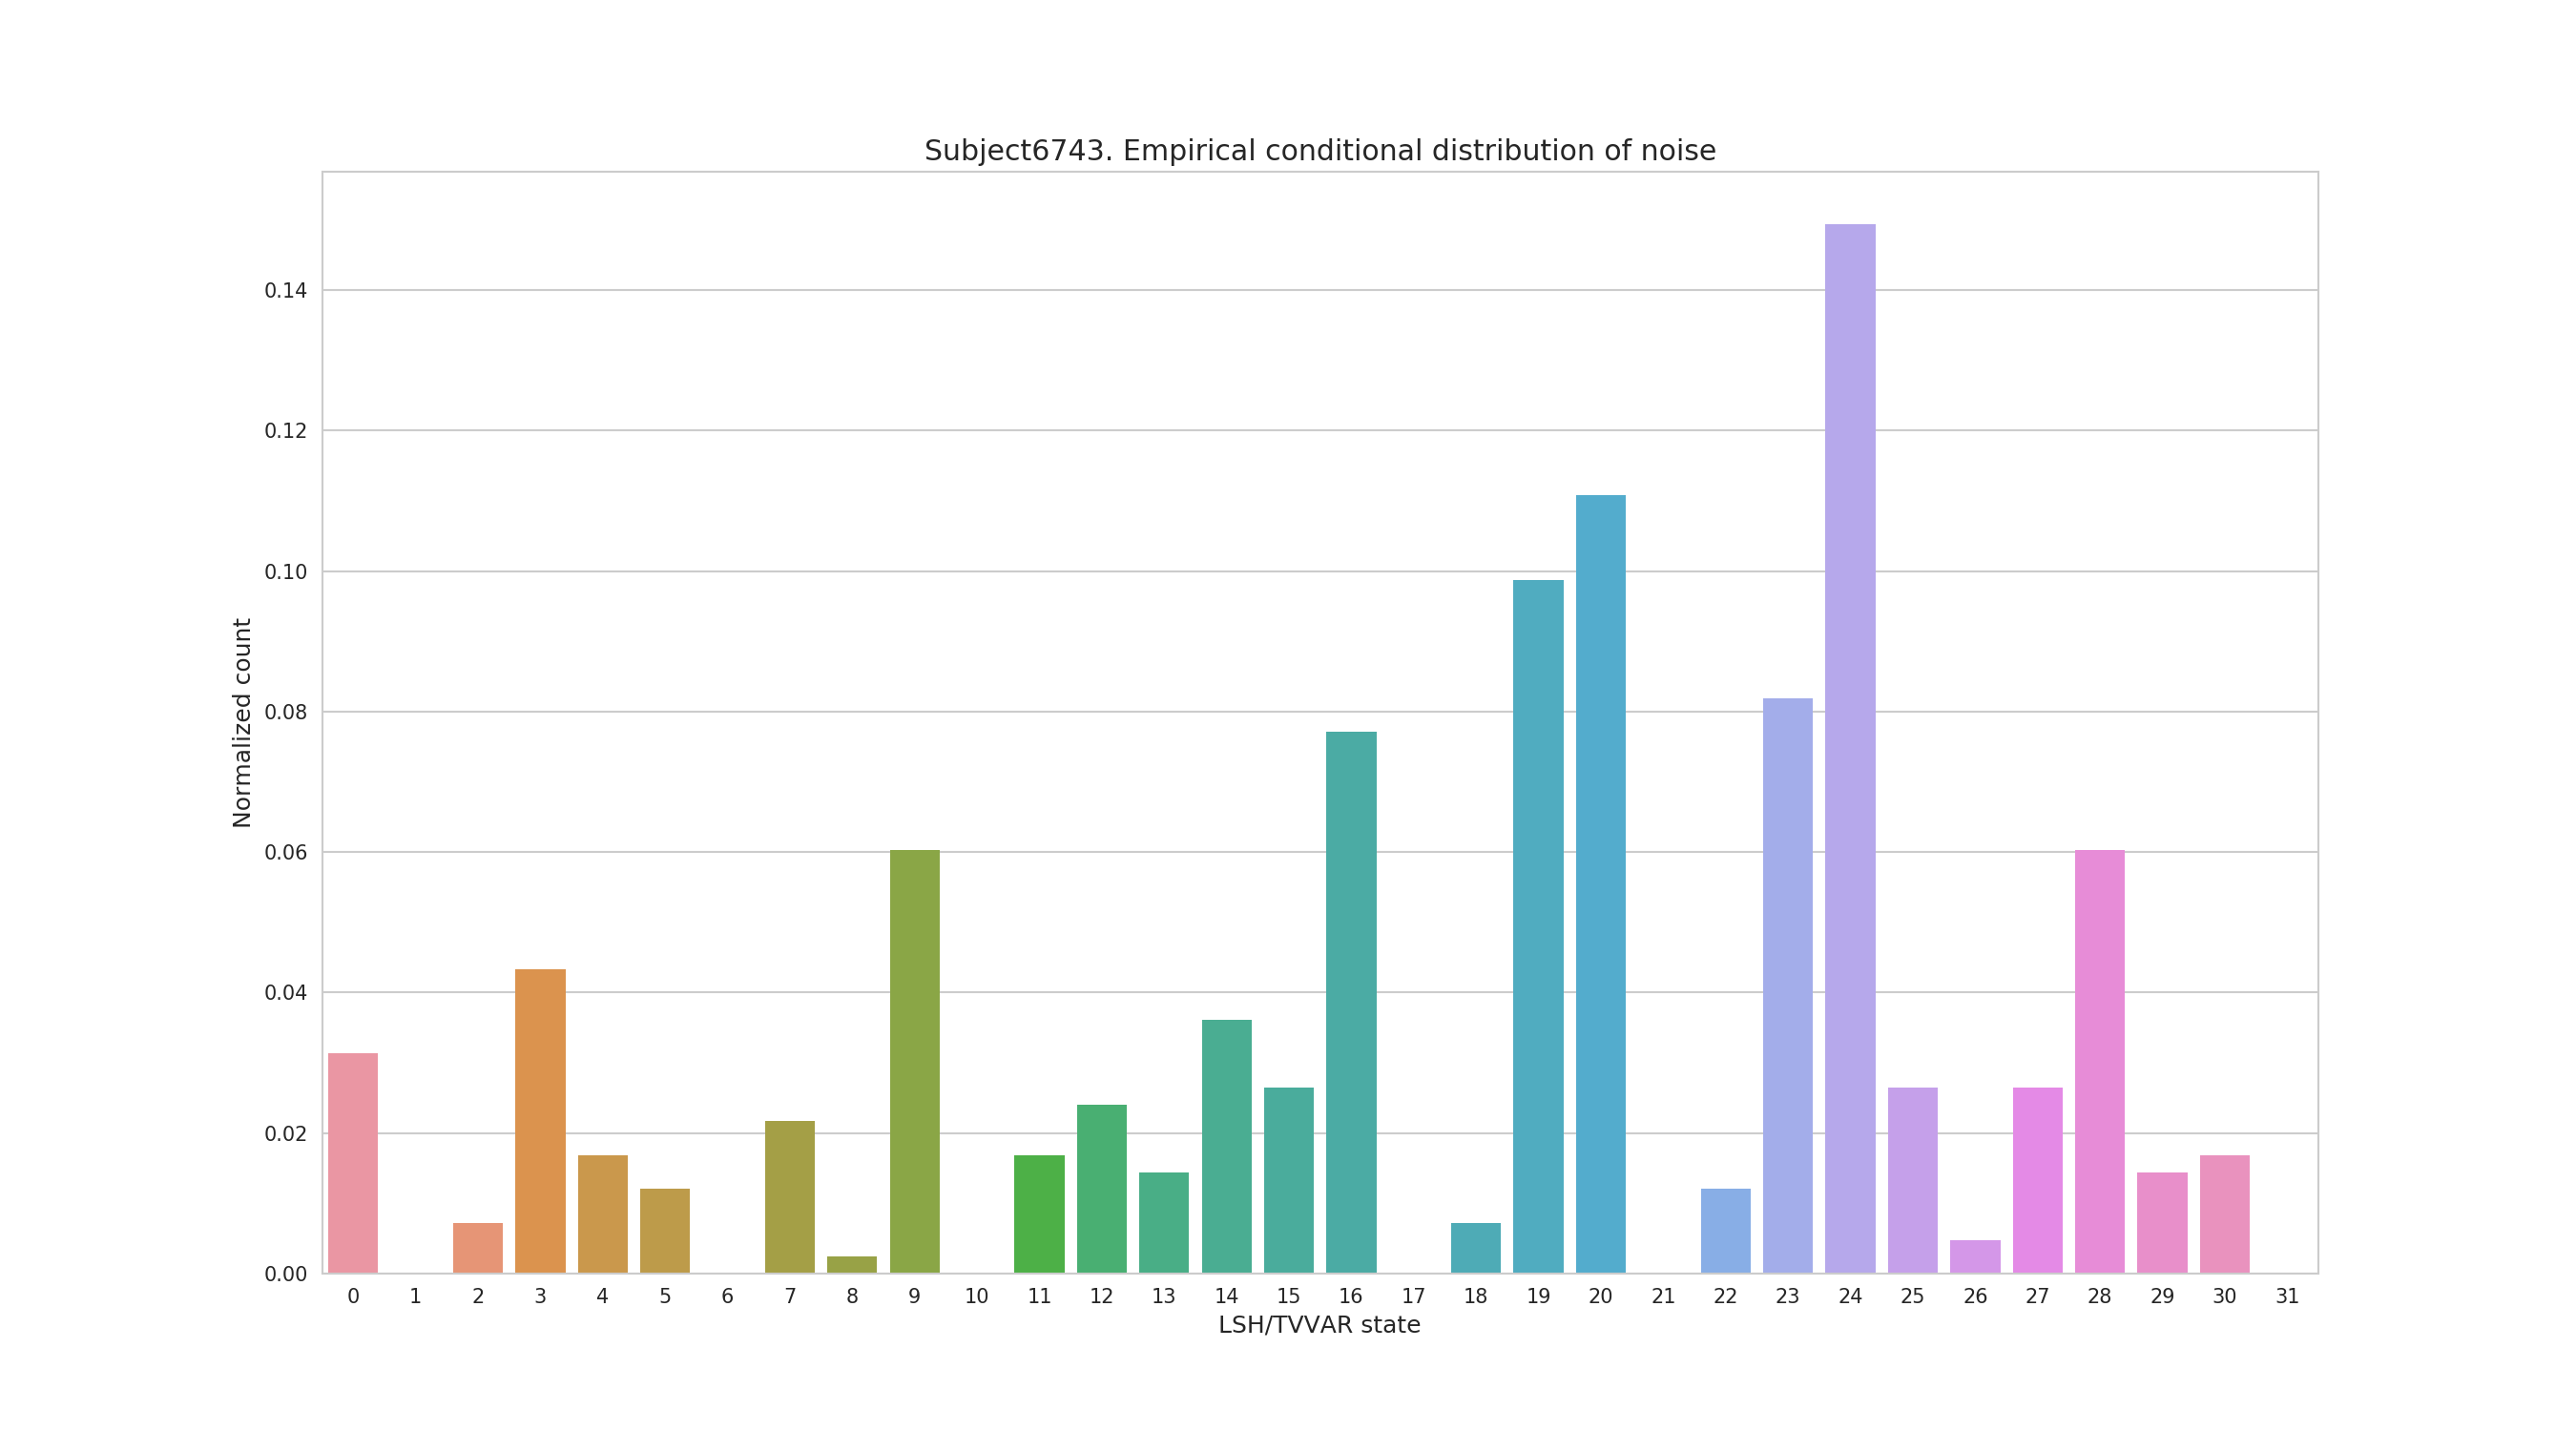 Subject6743. Empirical conditional distribution of noise
Normalized count
0.14
0.12
0.10
0.08
0.06
0.04
0.02
0.00
0 1 2 3 4 5 6 7 8 9 10 11 12 13 14 15 16 17 18 19 20 21 22 23 24 25 26 27 28 29 30 31
LSH/TVVAR state